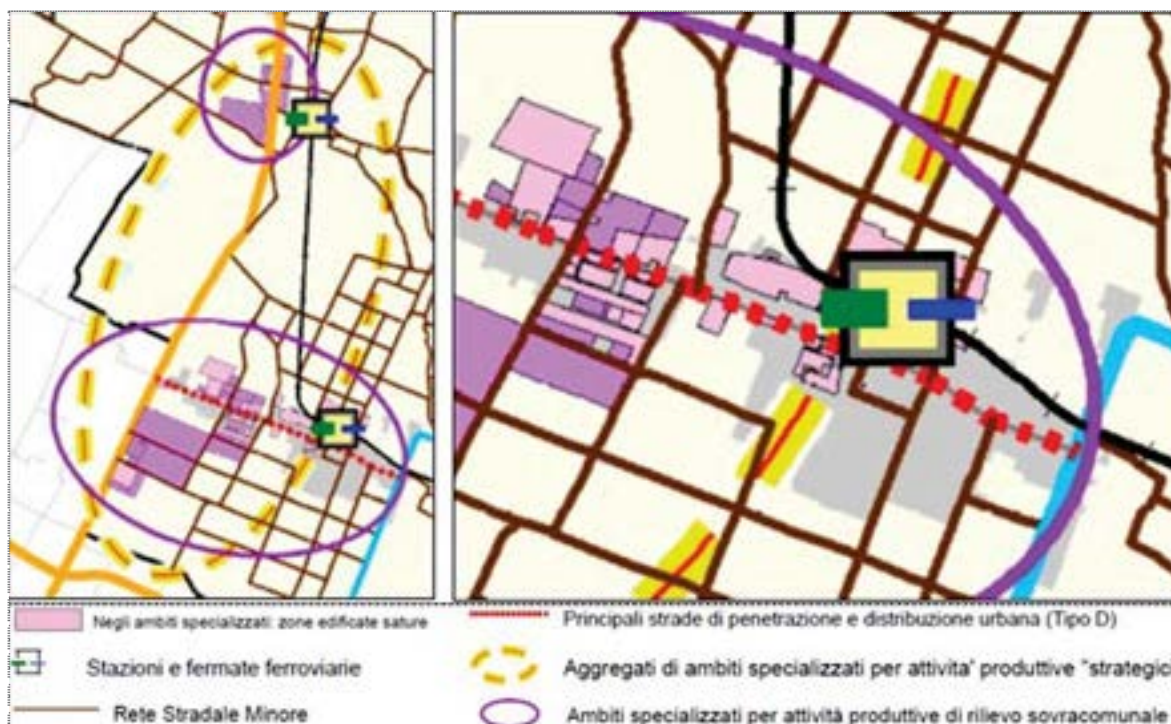 Negli ambiti specializzati: zone edificate sature
Stazioni e fermate ferroviarie
Rete Stradale Minore
Principali strade di penetrazione e distribuzione urbana (Tipo D)
Aggregati di ambiti specializzati per attivita' produttive "strategic
Ambiti specializzati per attività produttive di rilievo sovracomunale